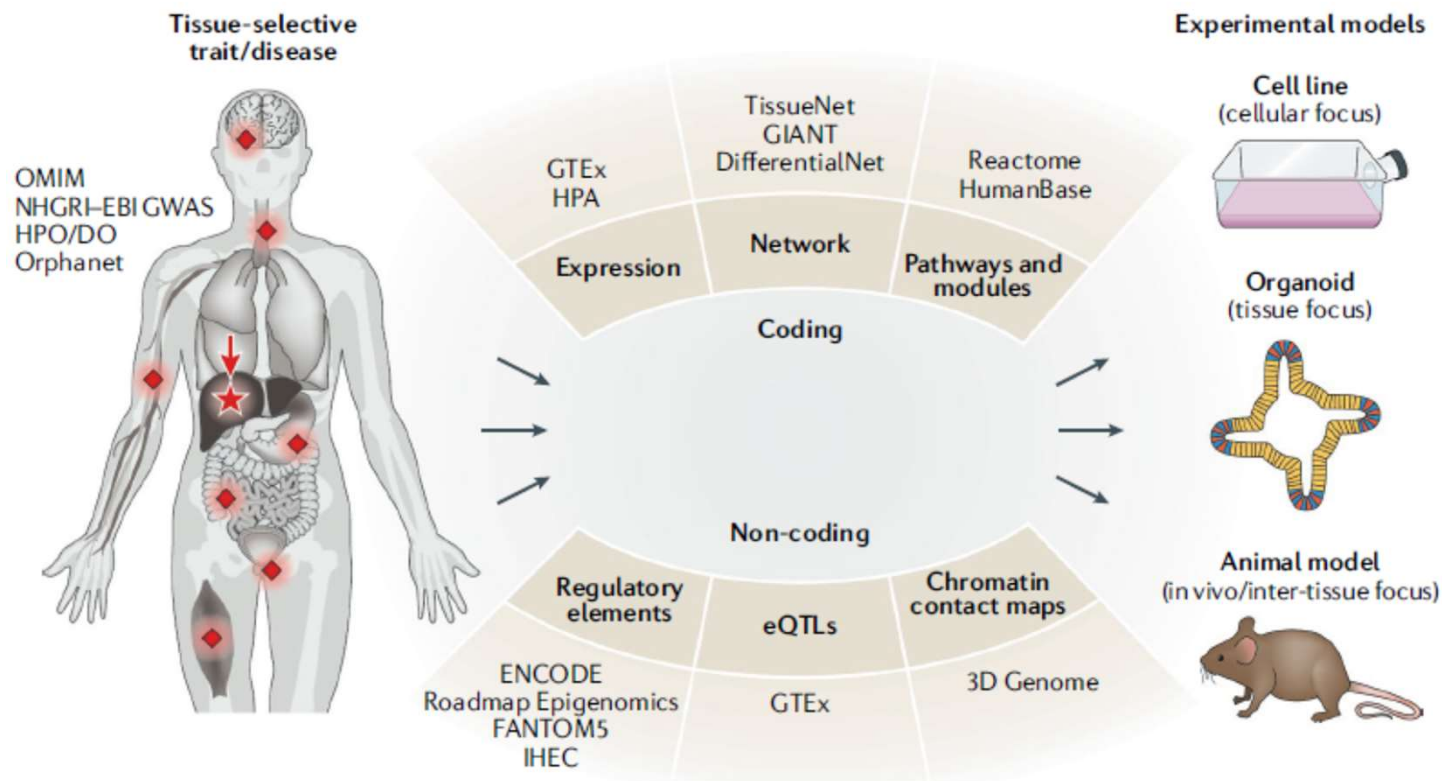 Tissue-selective
trait/disease
OMIM
NHGRI–EBI GWAS
HPO/DO
Orphanet
GTEx
HPA
TissueNet
GIANT
DifferentialNet
Reactome
HumanBase
Expression
Network
Pathways and
modules
Coding
Non-coding
Regulatory
elements
eQTLs
Chromatin
contact maps
ENCODE
Roadmap Epigenomics
FANTOM5
IHEC
GTEx
3D Genome
Experimental models
Cell line
(cellular focus)
Organoid
(tissue focus)
Animal model
(in vivo/inter-tissue focus)